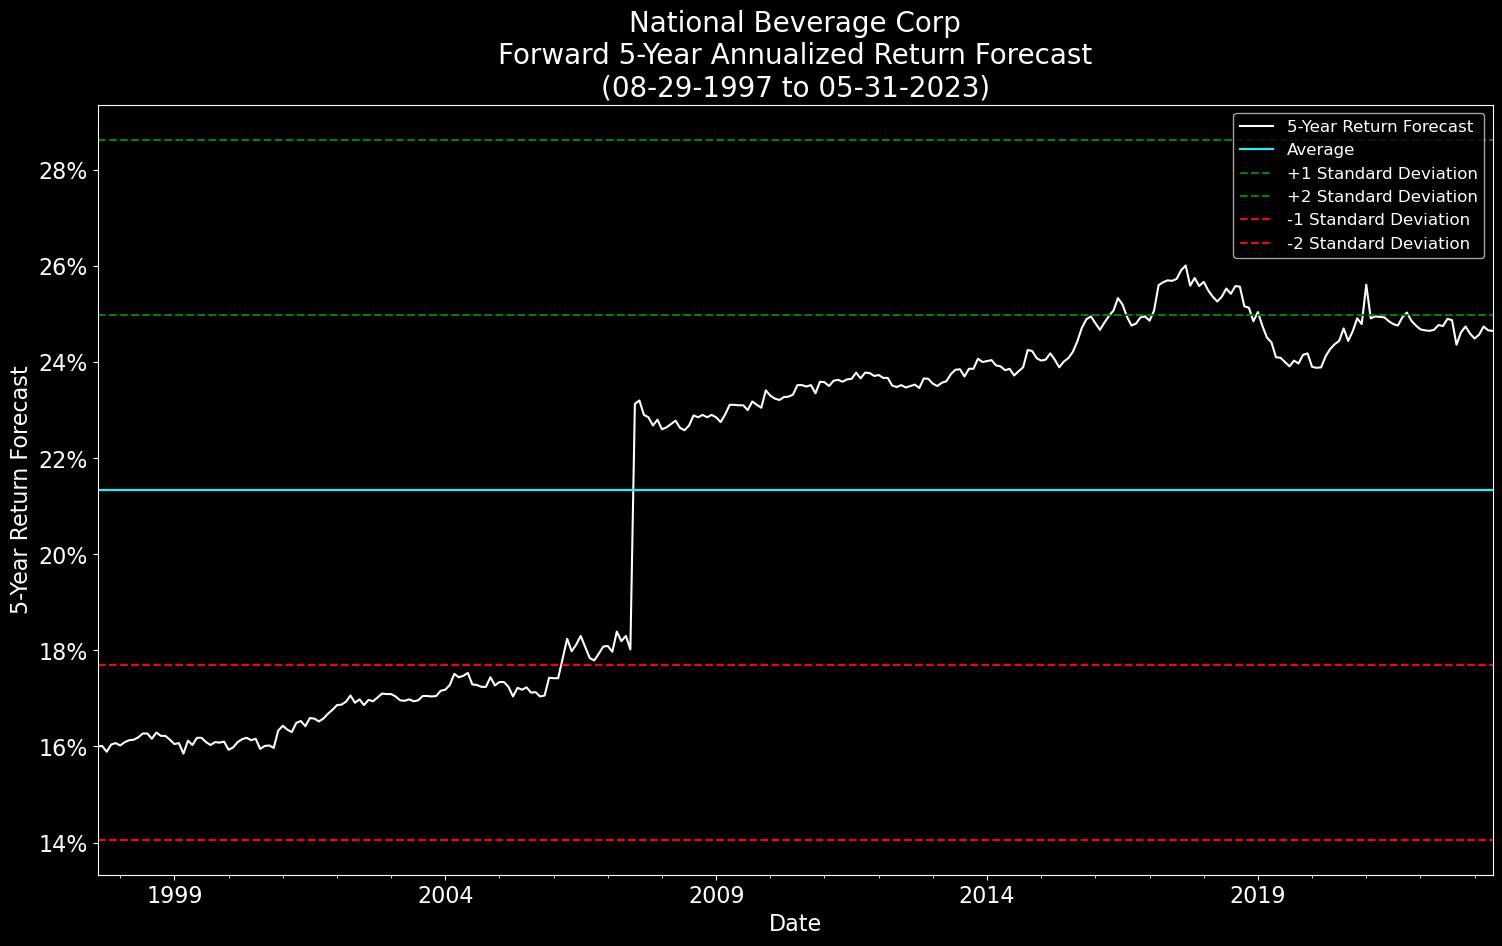 National Beverage Corp
Forward 5-Year Annualized Return Forecast
(08-29-1997 to 05-31-2023)
5-Year Return Forecast
Average
+1 Standard Deviation
+2 Standard Deviation
-1 Standard Deviation
-2 Standard Deviation
28%
26%
24%
22%
20%
18%
16%
14%
5-Year Return Forecast
1999
2004
2009
2014
2019
Date